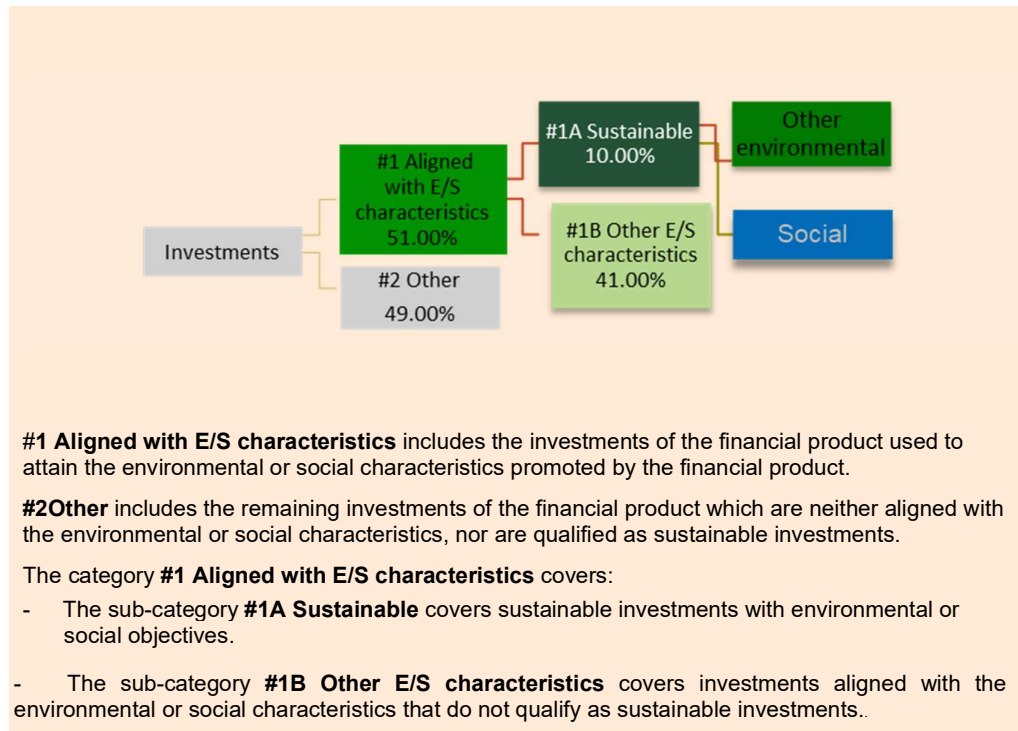 Investments
#1 Aligned
with E/S
characteristics
51.00%
#2 Other
49.00%
#1A Sustainable
10.00%
#1B Other E/S
characteristics
41.00%
Other
environmental
Social
#1 Aligned with E/S characteristics includes the investments of the financial product used to
attain the environmental or social characteristics promoted by the financial product.
#2Other includes the remaining investments of the financial product which are neither aligned with
the environmental or social characteristics, nor are qualified as sustainable investments.
The category #1 Aligned with E/S characteristics covers:
- The sub-category #1A Sustainable covers sustainable investments with environmental or
social objectives.
- The sub-category #1B Other E/S characteristics covers investments aligned with the
environmental or social characteristics that do not qualify as sustainable investments..